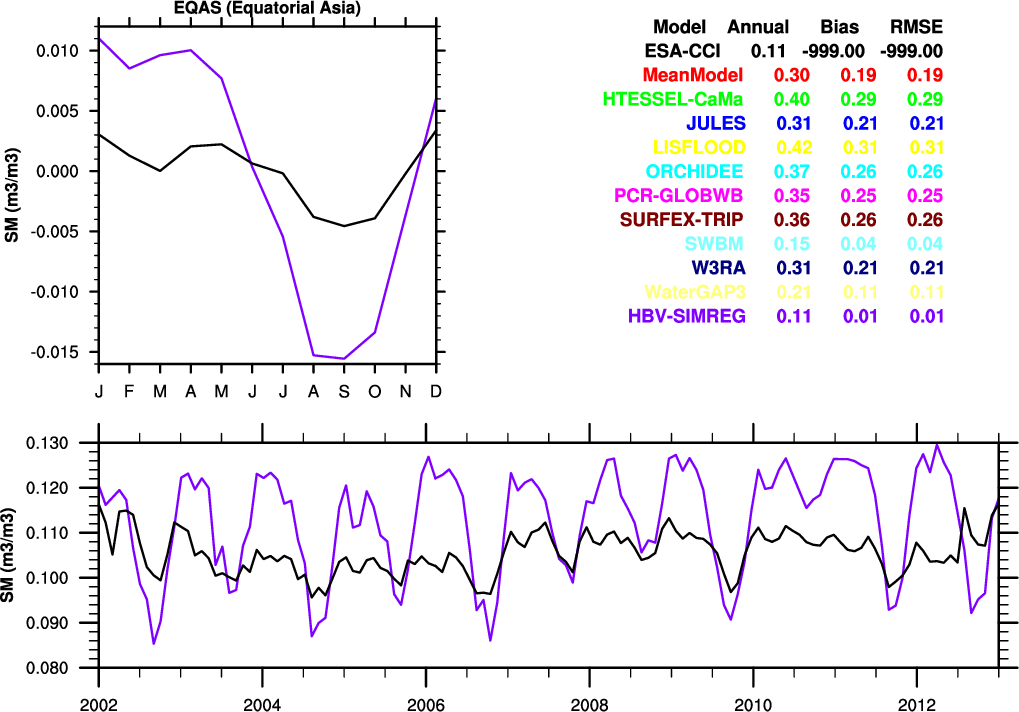 EQAS (Equatorial Asia)
0.010
0.005
0.000
-0.005
-0.010
-0.015
SM (m3/m3)
J F M A M J J A S O N D
Model Annual Bias RMSE
ESA-CCI 0.11 -999.00 -999.00
MeanModel 0.30 0.19 0.19
HTESSEL-CaMa 0.40 0.29 0.29
JULES 0.31 0.21 0.21
LISFLOOD 0.42 0.31 0.31
ORCHIDEE 0.37 0.26 0.26
PCR-GLOBWB 0.35 0.25 0.25
SURFEX-TRIP 0.36 0.26 0.26
SWBM 0.15 0.04 0.04
W3RA 0.31 0.21 0.21
WaterGAP3 0.21 0.11 0.11
HBV-SIMREG 0.11 0.01 0.01
0.130
0.120
0.110
0.100
0.090
0.080
SM (m3/m3)
2002 2004 2006 2008 2010 2012